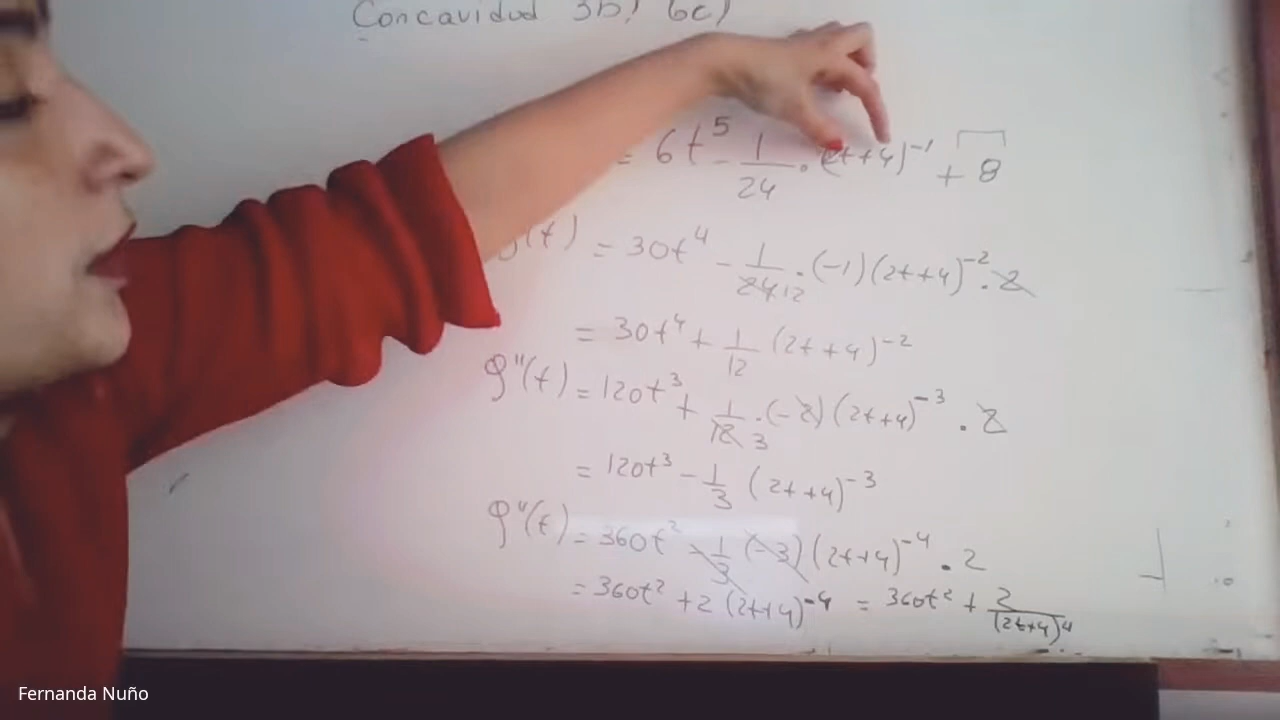 Concavidad 3b) 6c)
= 6t⁵ - 1/24 · (2t+4)⁻¹ + 8
(t) = 30t⁴ - 1/24 12 · (-1)(2t+4)⁻² · 2
= 30t⁴ + 1/12 (2t+4)⁻²
g''(t) = 120t³ + 1/12 3 · (-2)(2t+4)⁻³ · 2
= 120t³ - 1/3 (2t+4)⁻³
g'''(t) = 360t² - 1/3 (-3)(2t+4)⁻⁴ · 2
= 360t² + 2(2t+4)⁻⁴ = 360t² + 2/(2t+4)⁴
Fernanda Nuño